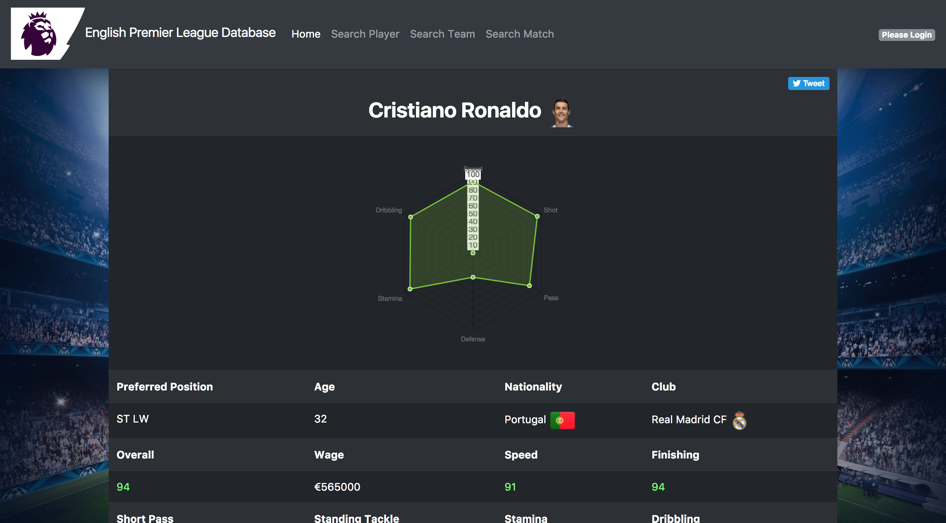 English Premier League Database Home Search Player Search Team Search Match Please Login
Tweet
Cristiano Ronaldo
100
80
70
60
50
40
30
20
10
Dribbling
Shot
Stamina
Pass
Defense
Preferred Position Age Nationality Club
ST LW 32 Portugal Real Madrid CF
Overall Wage Speed Finishing
94 €565000 91 94
Short Pass Standing Tackle Stamina Dribbling